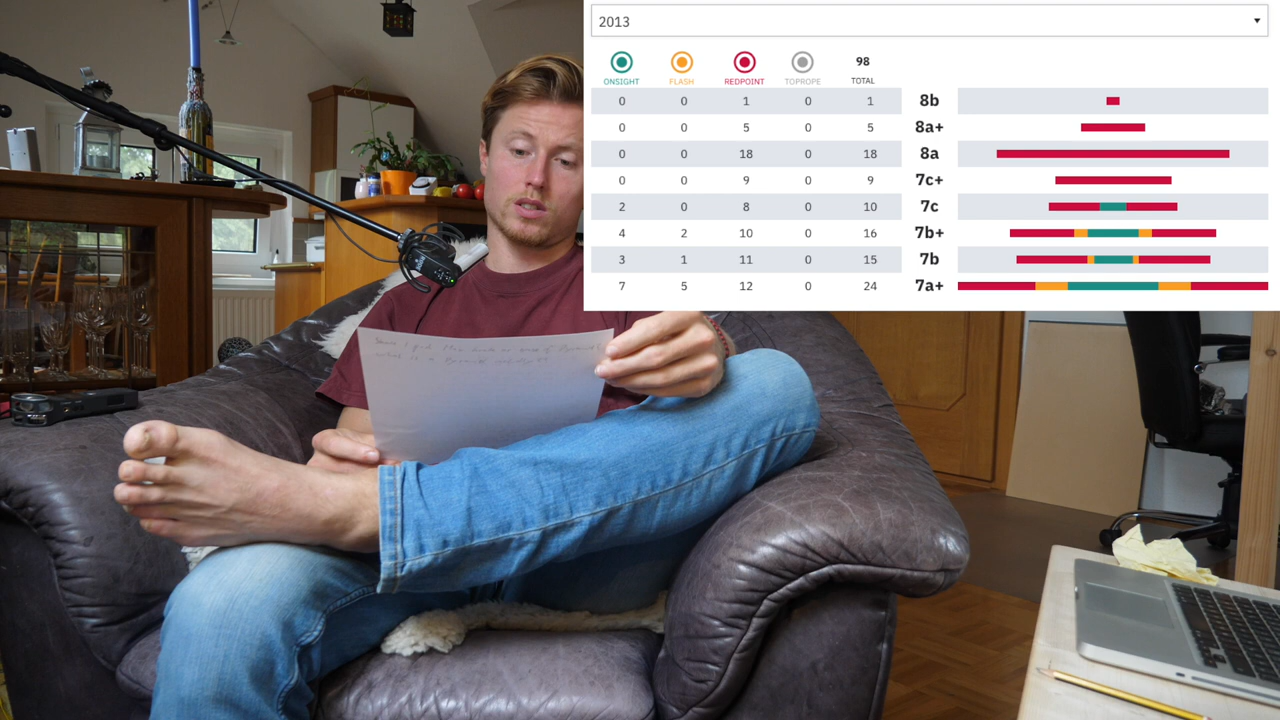 2013
98
ONSIGHT FLASH REDPOINT TOPROPE TOTAL
0 0 1 0 1 8b
0 0 5 0 5 8a+
0 0 18 0 18 8a
0 0 9 0 9 7c+
2 0 8 0 10 7c
4 2 10 0 16 7b+
3 1 11 0 15 7b
7 5 12 0 24 7a+